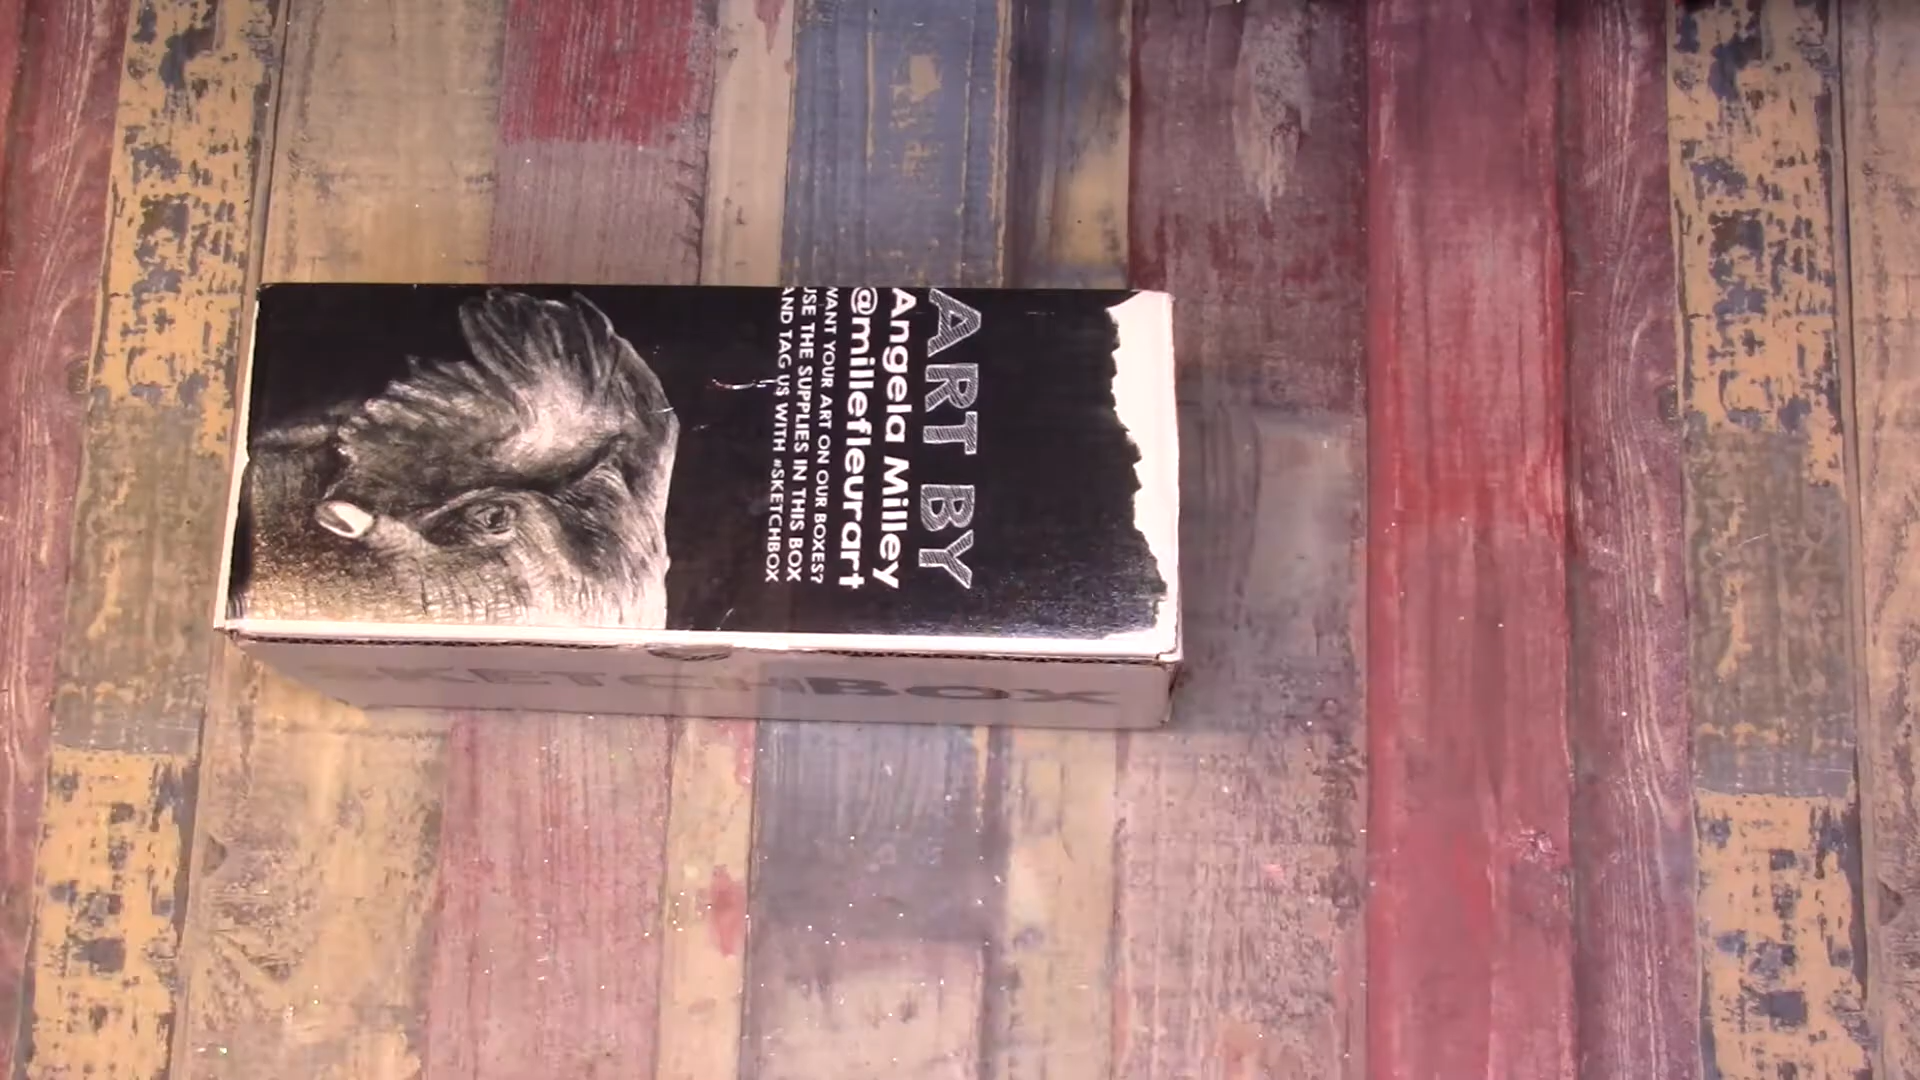 ART BY
Angela Milley
@millefleurart
WANT YOUR ART ON OUR BOXES?
USE THE SUPPLIES IN THIS BOX
AND TAG US WITH #SKETCHBOX
SKETCHBOX